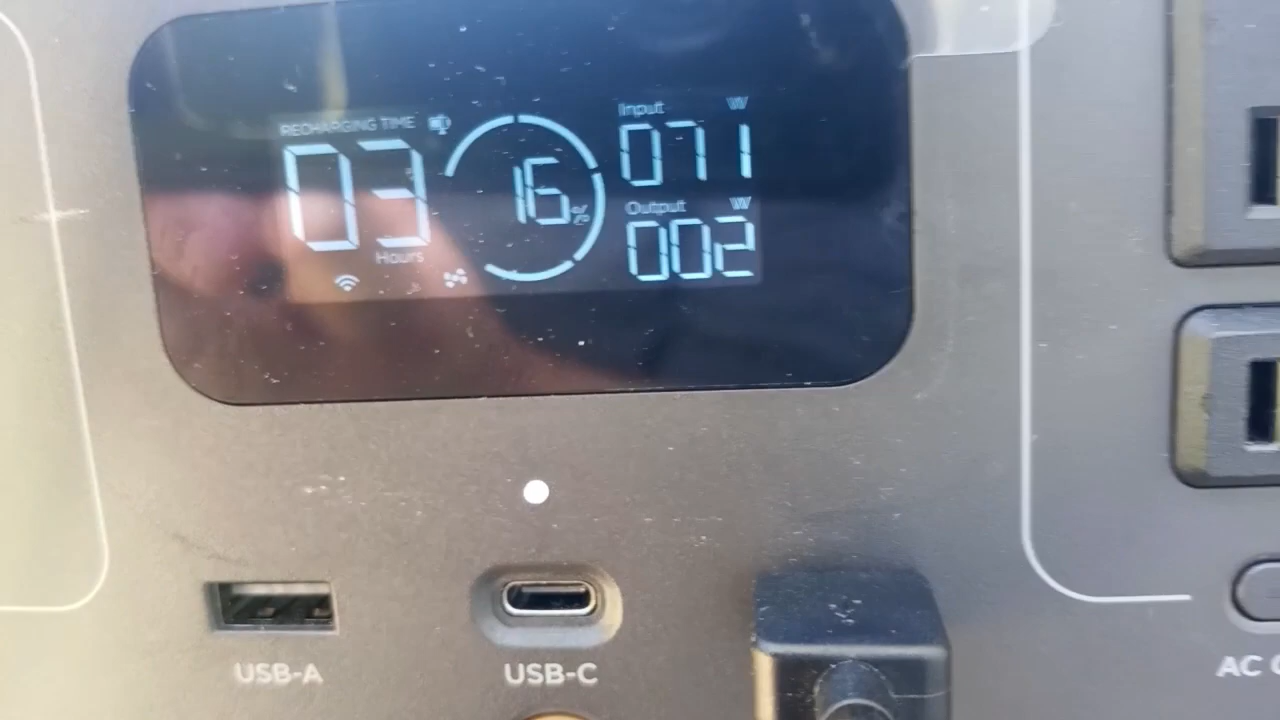 RECHARGING TIME
03
Hours
16%
Input W
071
Output W
002
USB-A
USB-C
AC